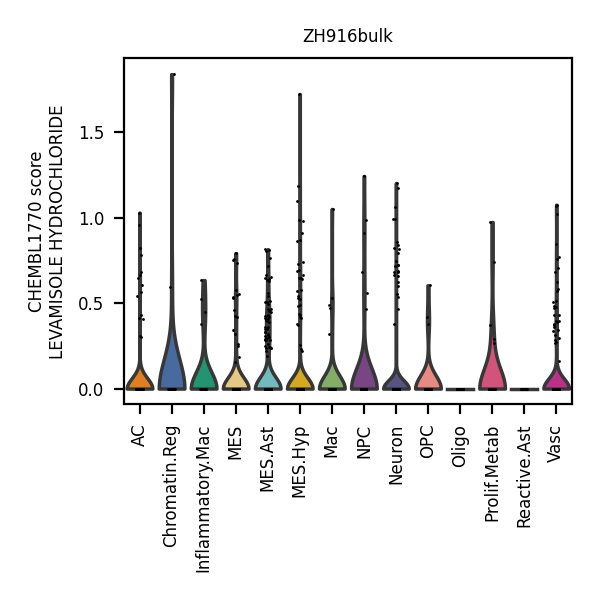 ZH916bulk
CHEMBL1770 score
LEVAMISOLE HYDROCHLORIDE
1.5
1.0
0.5
0.0
AC
Chromatin.Reg
Inflammatory.Mac
MES
MES.Ast
MES.Hyp
Mac
NPC
Neuron
OPC
Oligo
Prolif.Metab
Reactive.Ast
Vasc